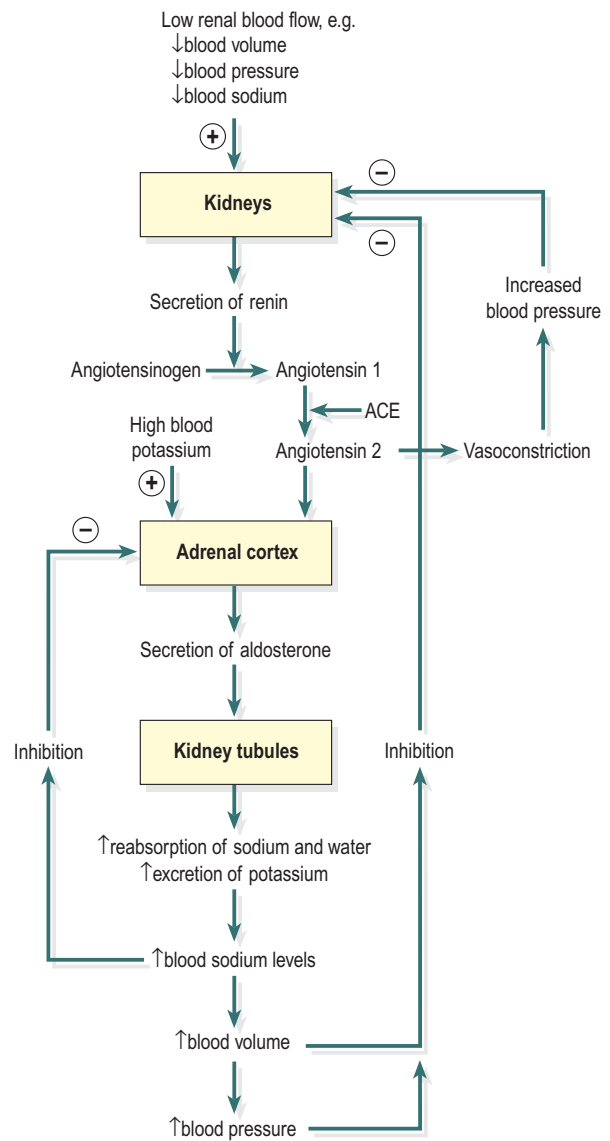 Low renal blood flow, e.g.
↓blood volume
↓blood pressure
↓blood sodium
+
−
Kidneys
−
Increased
blood pressure
Secretion of renin
Angiotensinogen
Angiotensin 1
ACE
High blood
potassium
Angiotensin 2
Vasoconstriction
+
−
Adrenal cortex
Secretion of aldosterone
Kidney tubules
Inhibition
Inhibition
↑reabsorption of sodium and water
↑excretion of potassium
↑blood sodium levels
↑blood volume
↑blood pressure